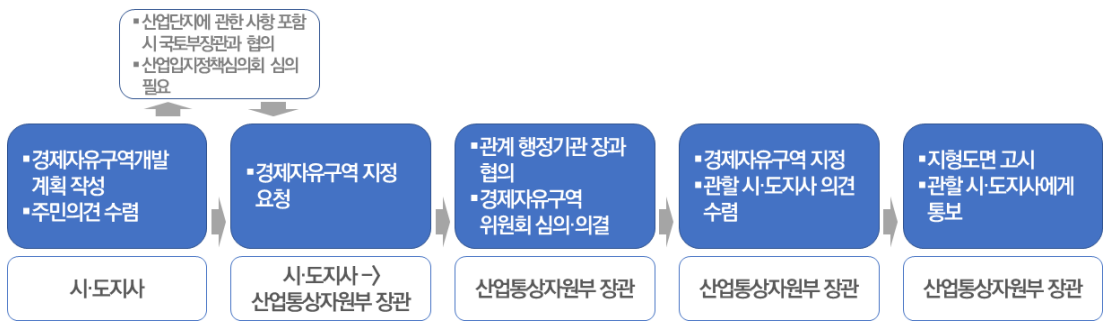 ▪산업단지에 관한 사항 포함
시 국토부장관과 협의
▪산업입지정책심의회 심의
필요
▪경제자유구역개발
계획 작성
▪주민의견 수렴
▪경제자유구역 지정
요청
▪관계 행정기관 장과
협의
▪경제자유구역
위원회 심의·의결
▪경제자유구역 지정
▪관할 시·도지사 의견
수렴
▪지형도면 고시
▪관할 시·도지사에게
통보
시·도지사
시·도지사 –>
산업통상자원부 장관
산업통상자원부 장관
산업통상자원부 장관
산업통상자원부 장관